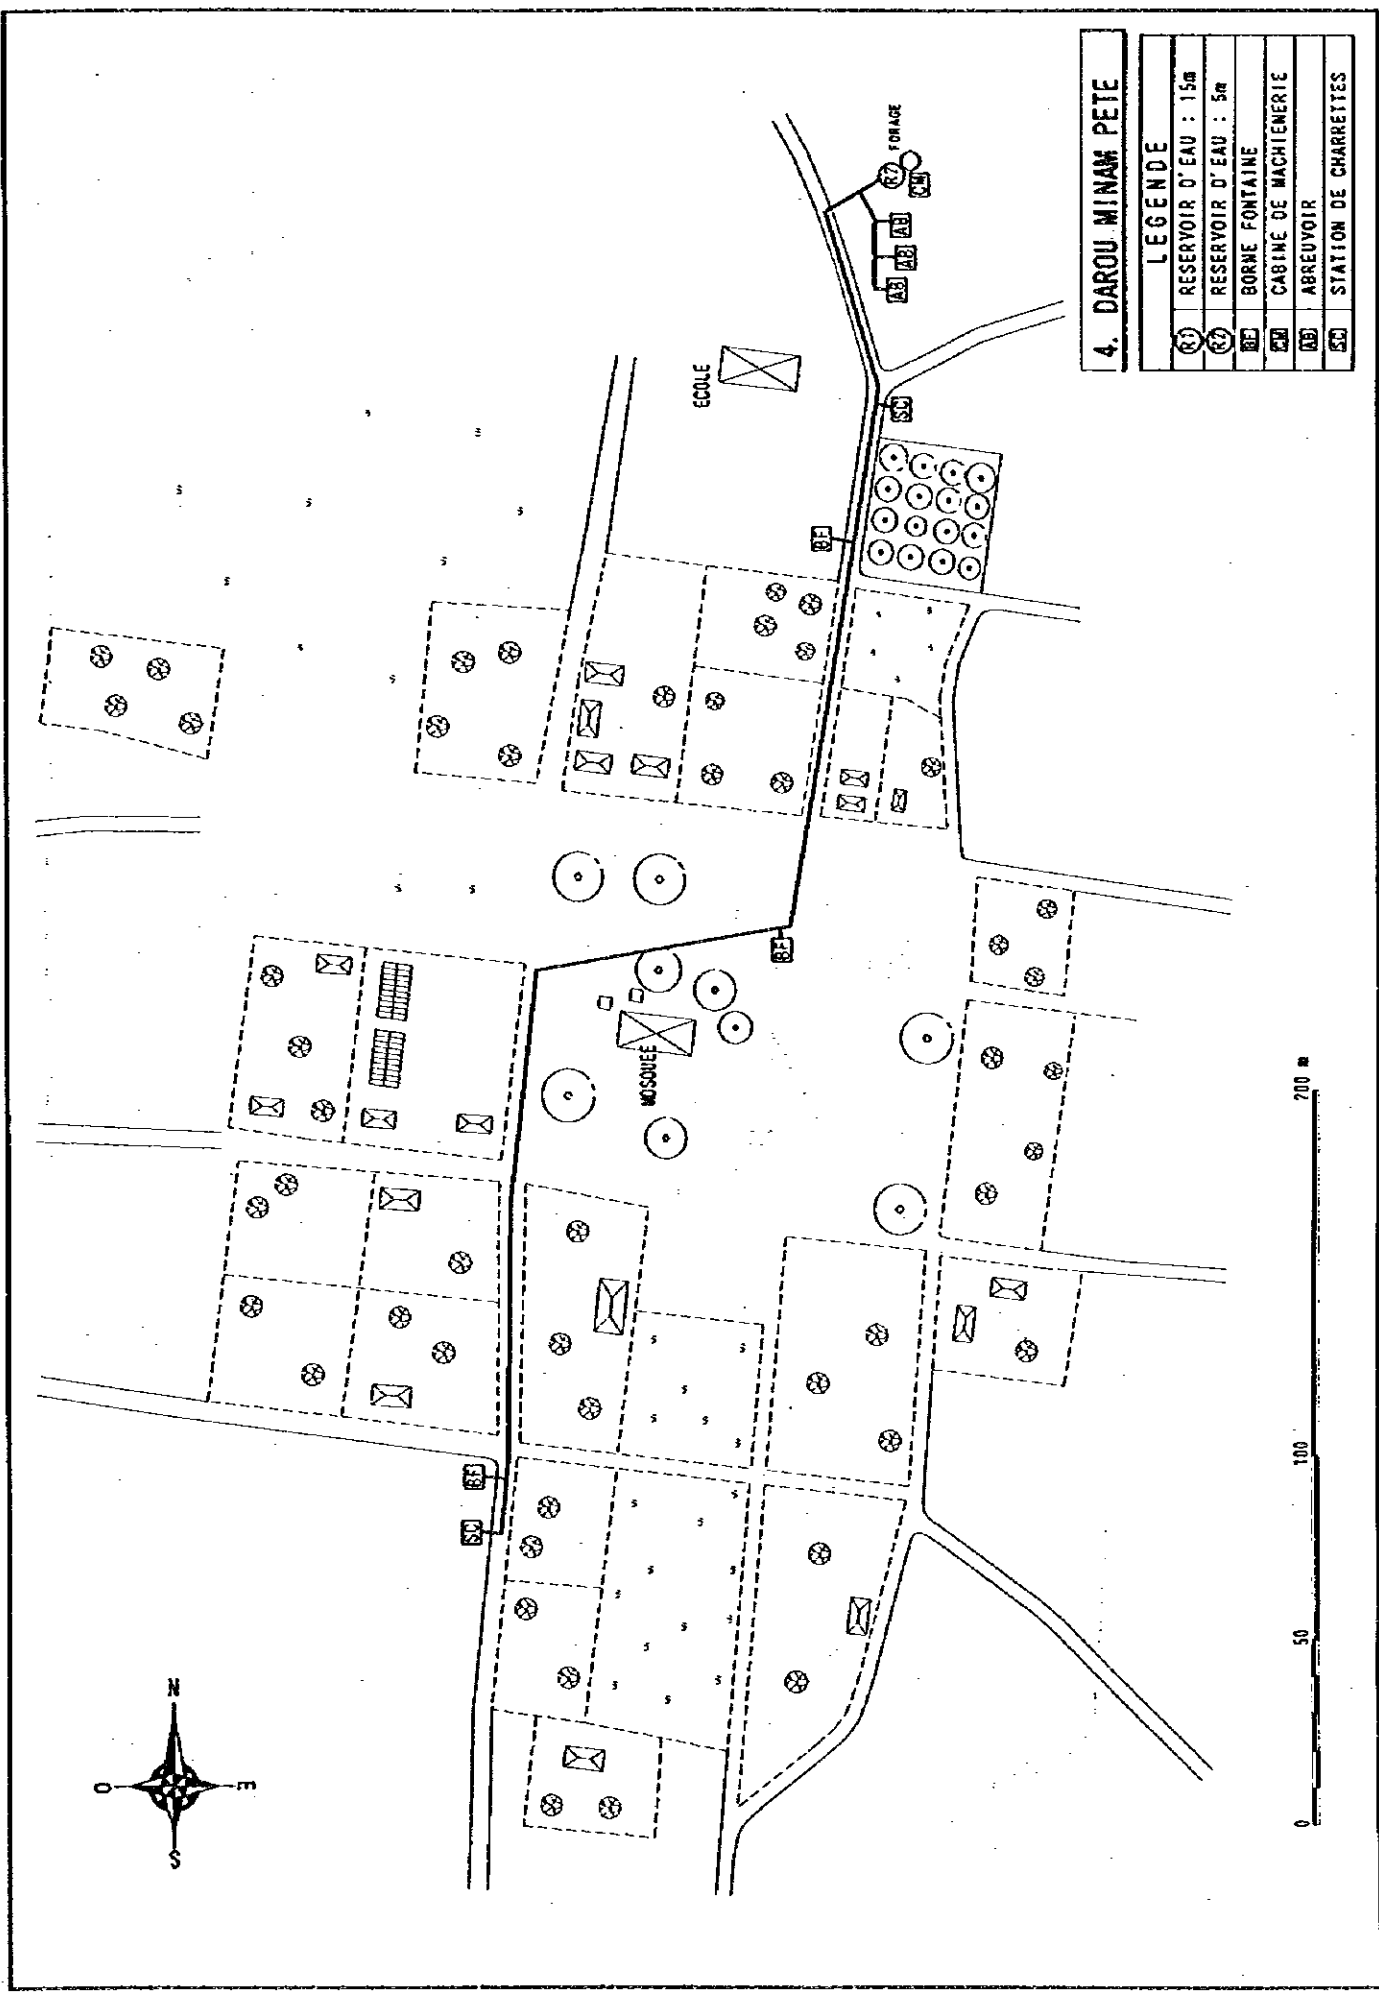 4. DAROU MINAM PETE
LEGENDE
R1 RESERVOIR D'EAU : 15m
R2 RESERVOIR D'EAU : 5m
BF BORNE FONTAINE
CM CABINE DE MACHIENERIE
AB ABREUVOIR
SC STATION DE CHARRETTES
FORAGE
R2
CM
AB
AB
AB
ECOLE
SC
BF
BF
MOSQUEE
BF
SC
N
O
E
S
0
50
100
200 m